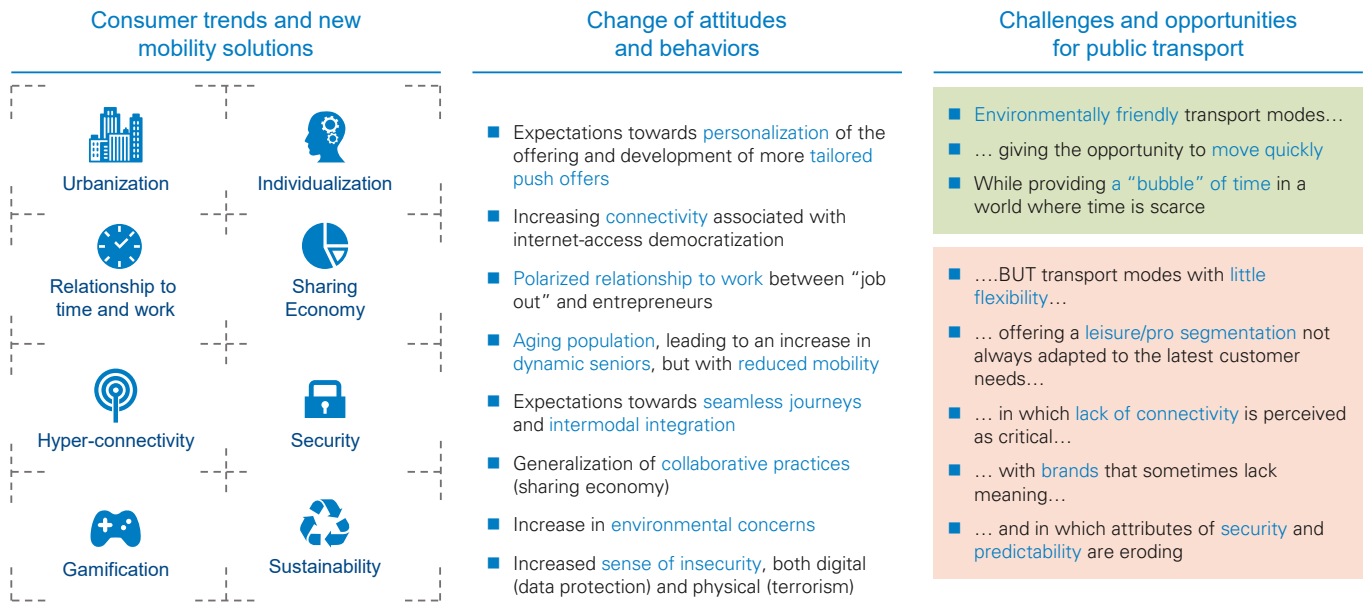 Consumer trends and new
mobility solutions
Urbanization
Individualization
Relationship to
time and work
Sharing
Economy
Hyper-connectivity
Security
Gamification
Sustainability
Change of attitudes
and behaviors
Expectations towards personalization of the
offering and development of more tailored
push offers
Increasing connectivity associated with
internet-access democratization
Polarized relationship to work between “job
out” and entrepreneurs
Aging population, leading to an increase in
dynamic seniors, but with reduced mobility
Expectations towards seamless journeys
and intermodal integration
Generalization of collaborative practices
(sharing economy)
Increase in environmental concerns
Increased sense of insecurity, both digital
(data protection) and physical (terrorism)
Challenges and opportunities
for public transport
Environmentally friendly transport modes…
… giving the opportunity to move quickly
While providing a “bubble” of time in a
world where time is scarce
….BUT transport modes with little
flexibility…
… offering a leisure/pro segmentation not
always adapted to the latest customer
needs…
… in which lack of connectivity is perceived
as critical…
… with brands that sometimes lack
meaning…
… and in which attributes of security and
predictability are eroding